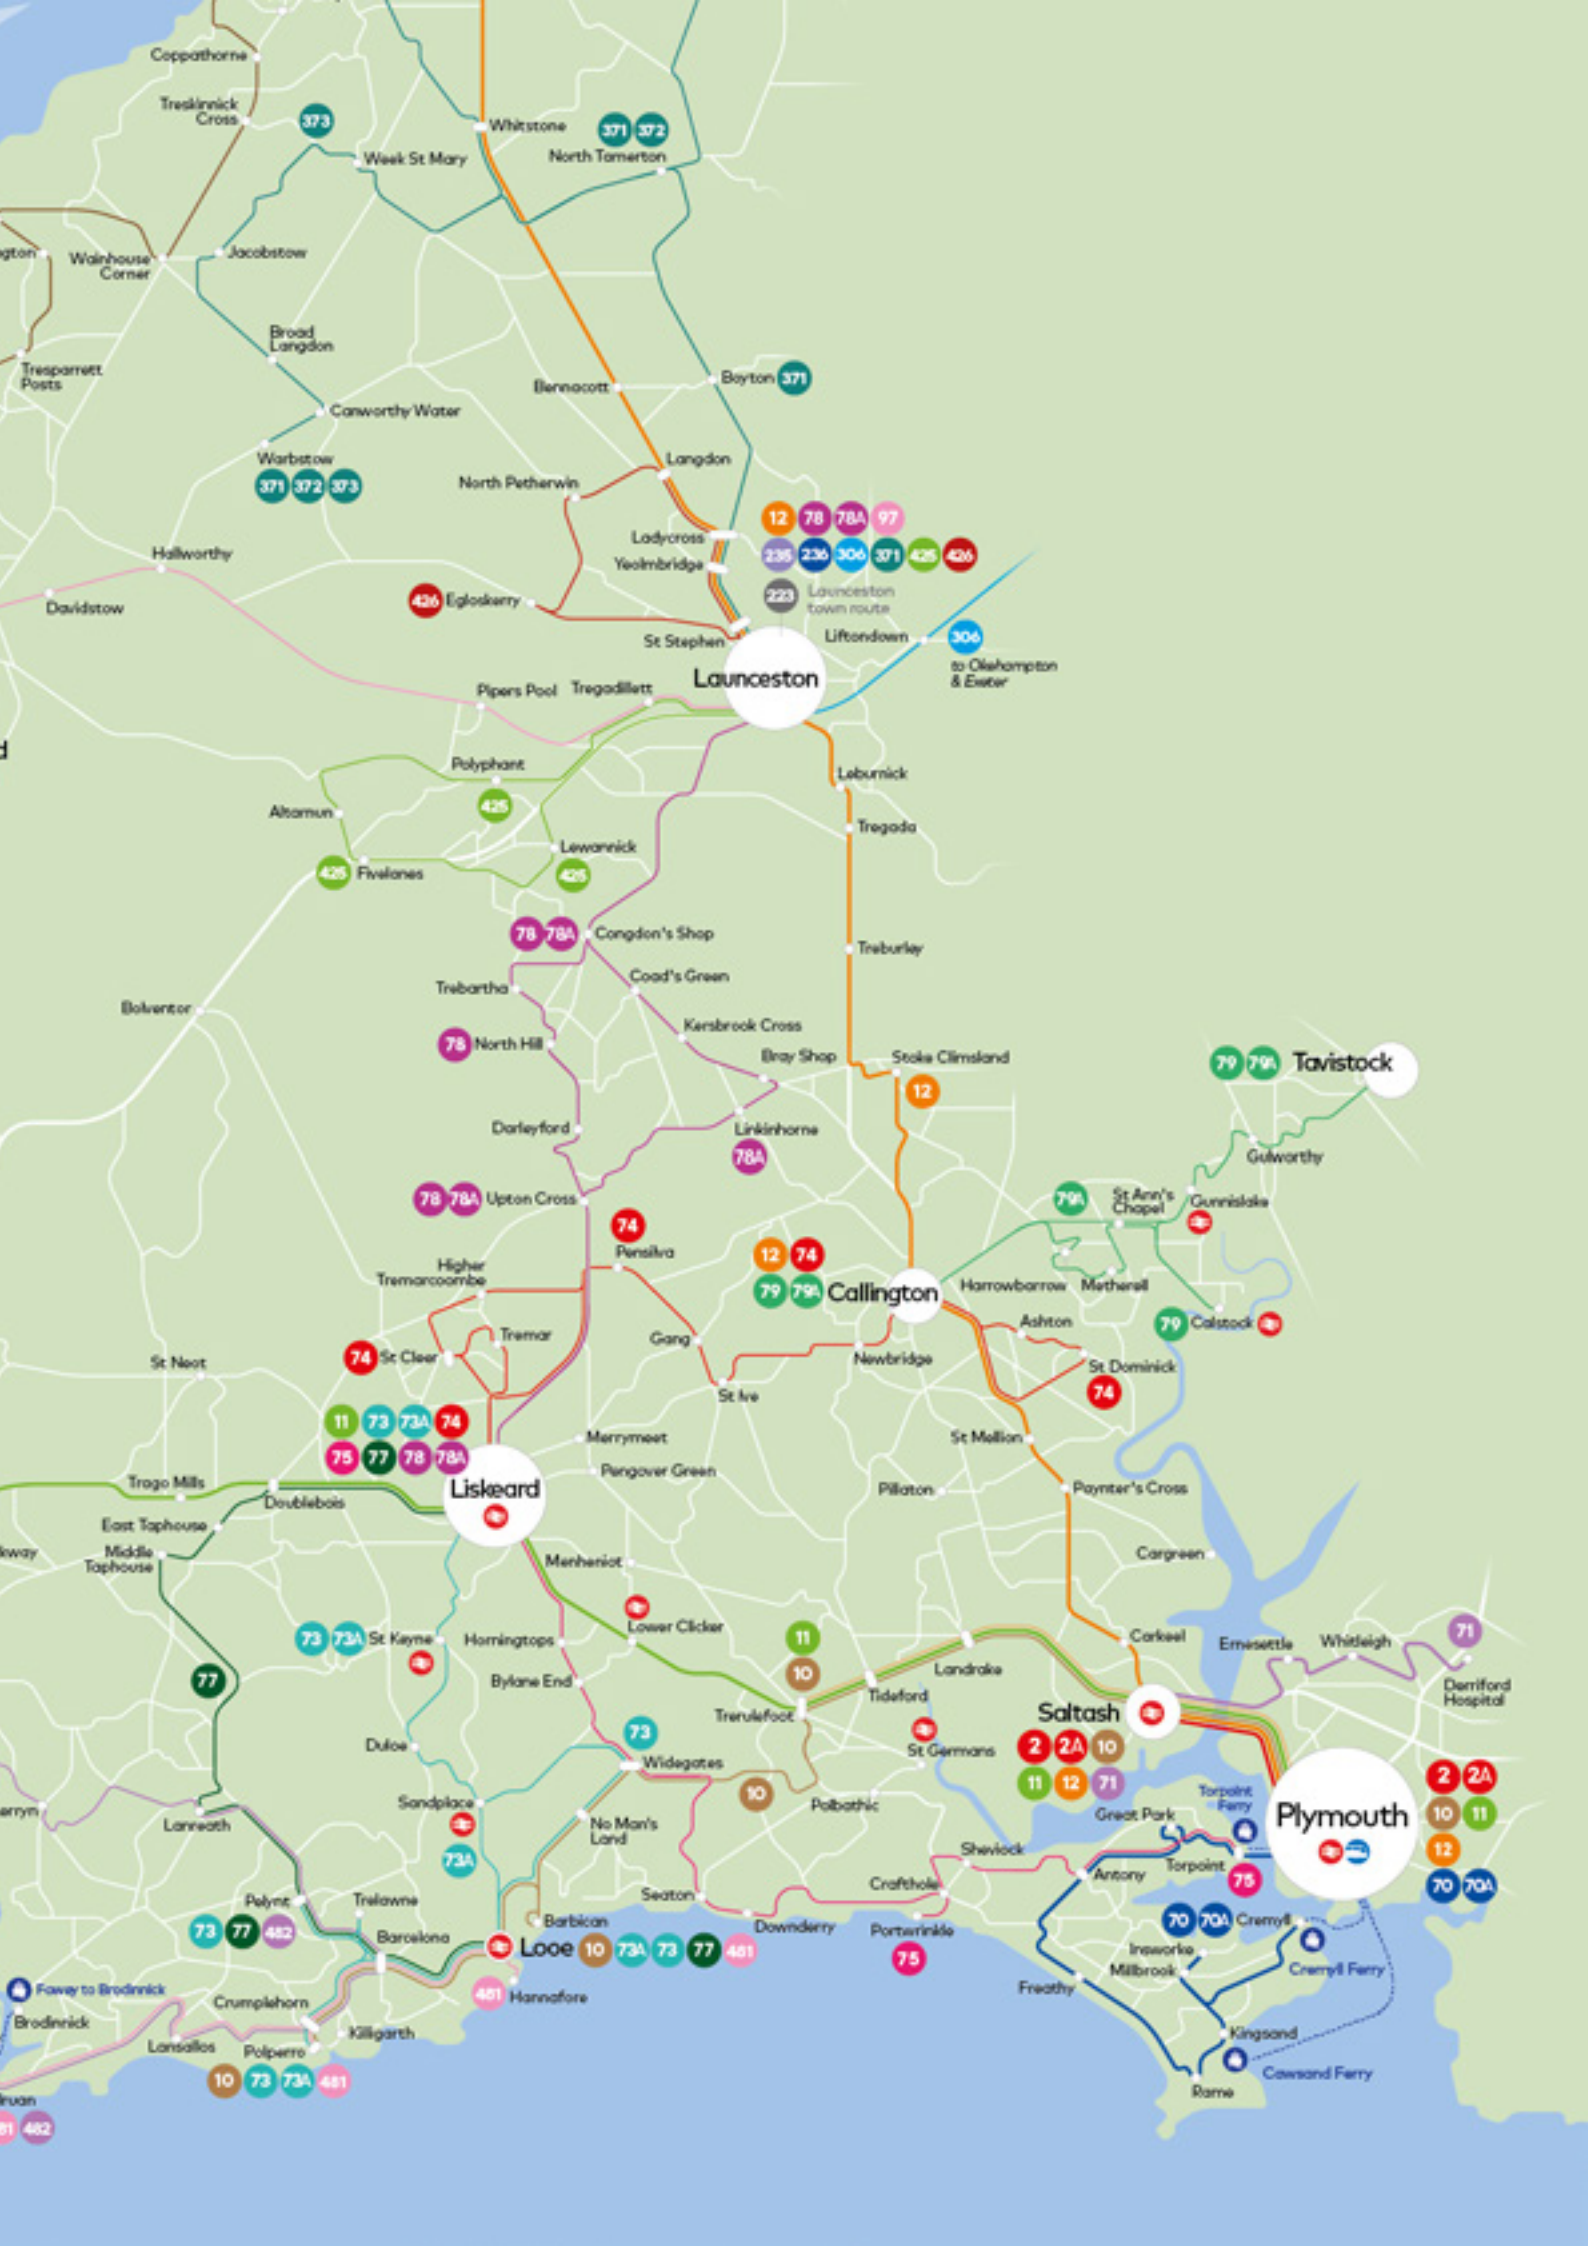 Coppathorne
Treskinnick
Cross
373
Whitstone
371 372
North Tamerton
Week St Mary
gton
Wainhouse
Corner
Jacobstow
Broad
Langdon
Tresparrett
Posts
Bennacott
Boyton 371
Canworthy Water
Warbstow
371 372 373
Langdon
North Petherwin
12 78 78A 97
Ladycross
235 236 306 371 425 426
Yeolmbridge
Hallworthy
223 Launceston
town route
426 Egloskerry
Davidstow
St Stephen
Liftondown 306
to Okehampton
& Exeter
Launceston
Pipers Pool
Tregadillett
d
Polyphant
425
Leburnick
Altarnun
Tregada
Lewannick
425
425 Fivelanes
78 78A Congdon's Shop
Treburley
Coad's Green
Trebartha
Bolventor
Kersbrook Cross
78 North Hill
Bray Shop
Stoke Climsland
12
79 79A Tavistock
Darleyford
Linkinhorne
78A
Gulworthy
78 78A Upton Cross
79A
St Ann's
Chapel
Gunnislake
74
Pensilva
12 74
79 79A Callington
Higher
Tremarcoombe
Harrowbarrow
Metherell
79 Calstock
Ashton
Tremar
Gang
74 St Cleer
Newbridge
St Neot
St Dominick
74
St Ive
11 73 73A 74
75 77 78 78A
Merrymeet
St Mellion
Pengover Green
Trago Mills
Liskeard
Pillaton
Paynter's Cross
Doublebois
East Taphouse
kway
Middle
Taphouse
Menheniot
Cargreen
Lower Clicker
73 73A St Keyne
Horningtops
11
10
Carkeel
Ernesettle
Whitleigh
71
Landrake
77
Bylane End
Tideford
Derriford
Hospital
Trerulefoot
Saltash
73
Duloe
St Germans
2 2A 10
11 12 71
Widegates
10
Polbathic
Torpoint
Ferry
2 2A
10 11
12
70 70A
Plymouth
erryn
Sandplace
73A
Great Park
Lanreath
No Man's
Land
Sheviock
Torpoint
75
Antony
Crafthole
Seaton
Pelynt
73 77 482
Trelawne
Downderry
Portwrinkle
75
70 70A Cremyll
Barbican
Barcelona
Looe 10 73A 73 77 481
Insworke
Millbrook
Cremyll Ferry
Freathy
Fowey to Brodinnick
481 Hannafore
Crumplehorn
Brodinnick
Killigarth
Kingsand
Lansallos
Polperro
10 73 73A 481
Cawsand Ferry
Rame
ruan
81 482